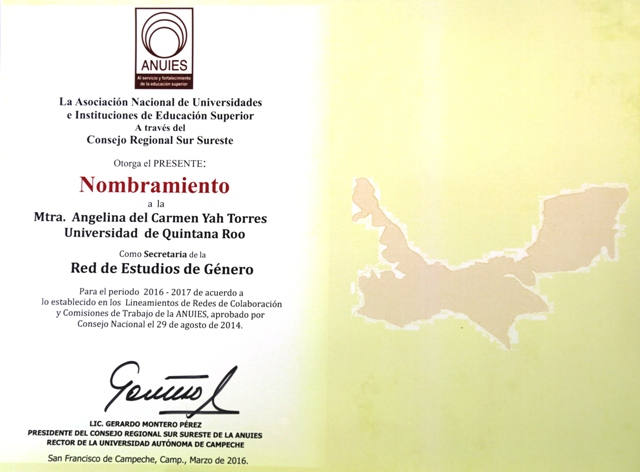 ANUIES
Al servicio y fortalecimiento
de la educación superior
La Asociación Nacional de Universidades
e Instituciones de Educación Superior
A través del
Consejo Regional Sur Sureste
Otorga el PRESENTE:
Nombramiento
a la
Mtra. Angelina del Carmen Yah Torres
Universidad de Quintana Roo
Como Secretaria de la
Red de Estudios de Género
Para el periodo 2016 - 2017 de acuerdo a
lo establecido en los Lineamientos de Redes de Colaboración
y Comisiones de Trabajo de la ANUIES, aprobado por
Consejo Nacional el 29 de agosto de 2014.
LIC. GERARDO MONTERO PÉREZ
PRESIDENTE DEL CONSEJO REGIONAL SUR SURESTE DE LA ANUIES
RECTOR DE LA UNIVERSIDAD AUTÓNOMA DE CAMPECHE
San Francisco de Campeche, Camp., Marzo de 2016.